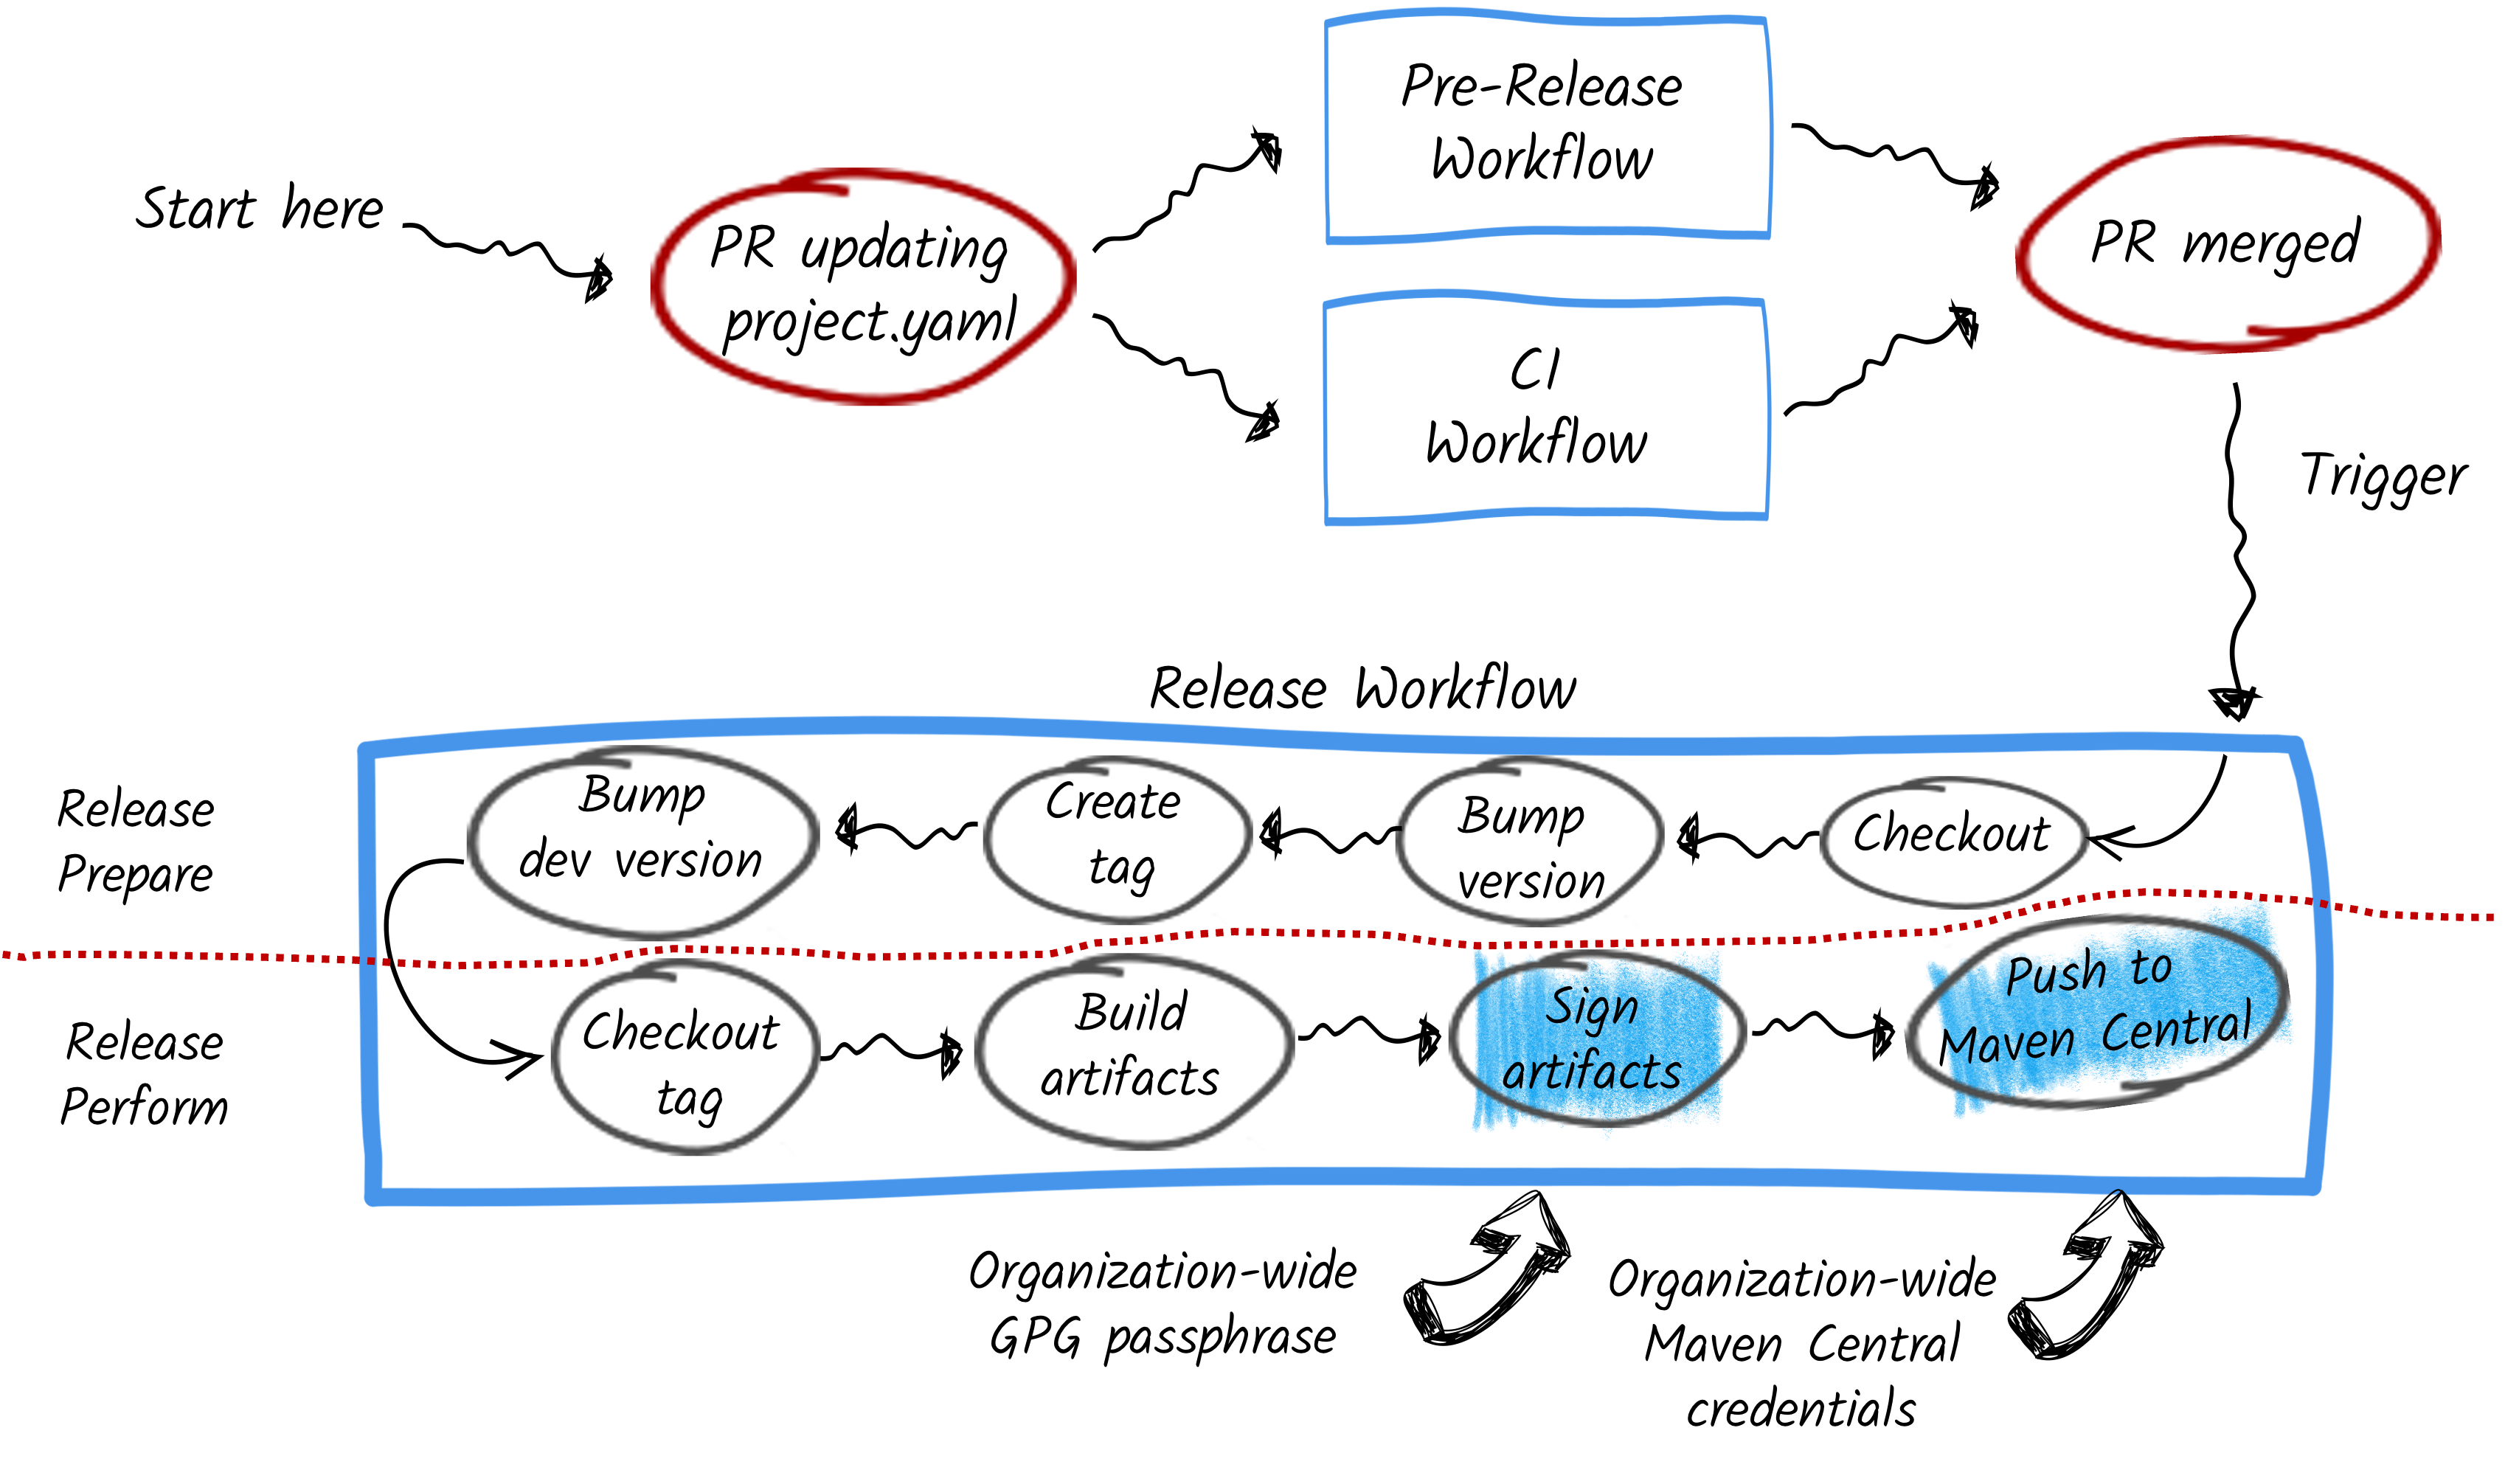 Pre-Release
Workflow
Start here
PR updating
project.yaml
PR merged
CI
Workflow
Trigger
Release Workflow
Release
Prepare
Bump
dev version
Create
tag
Bump
version
Checkout
Release
Perform
Checkout
tag
Build
artifacts
Sign
artifacts
Push to
Maven Central
Organization-wide
GPG passphrase
Organization-wide
Maven Central
credentials